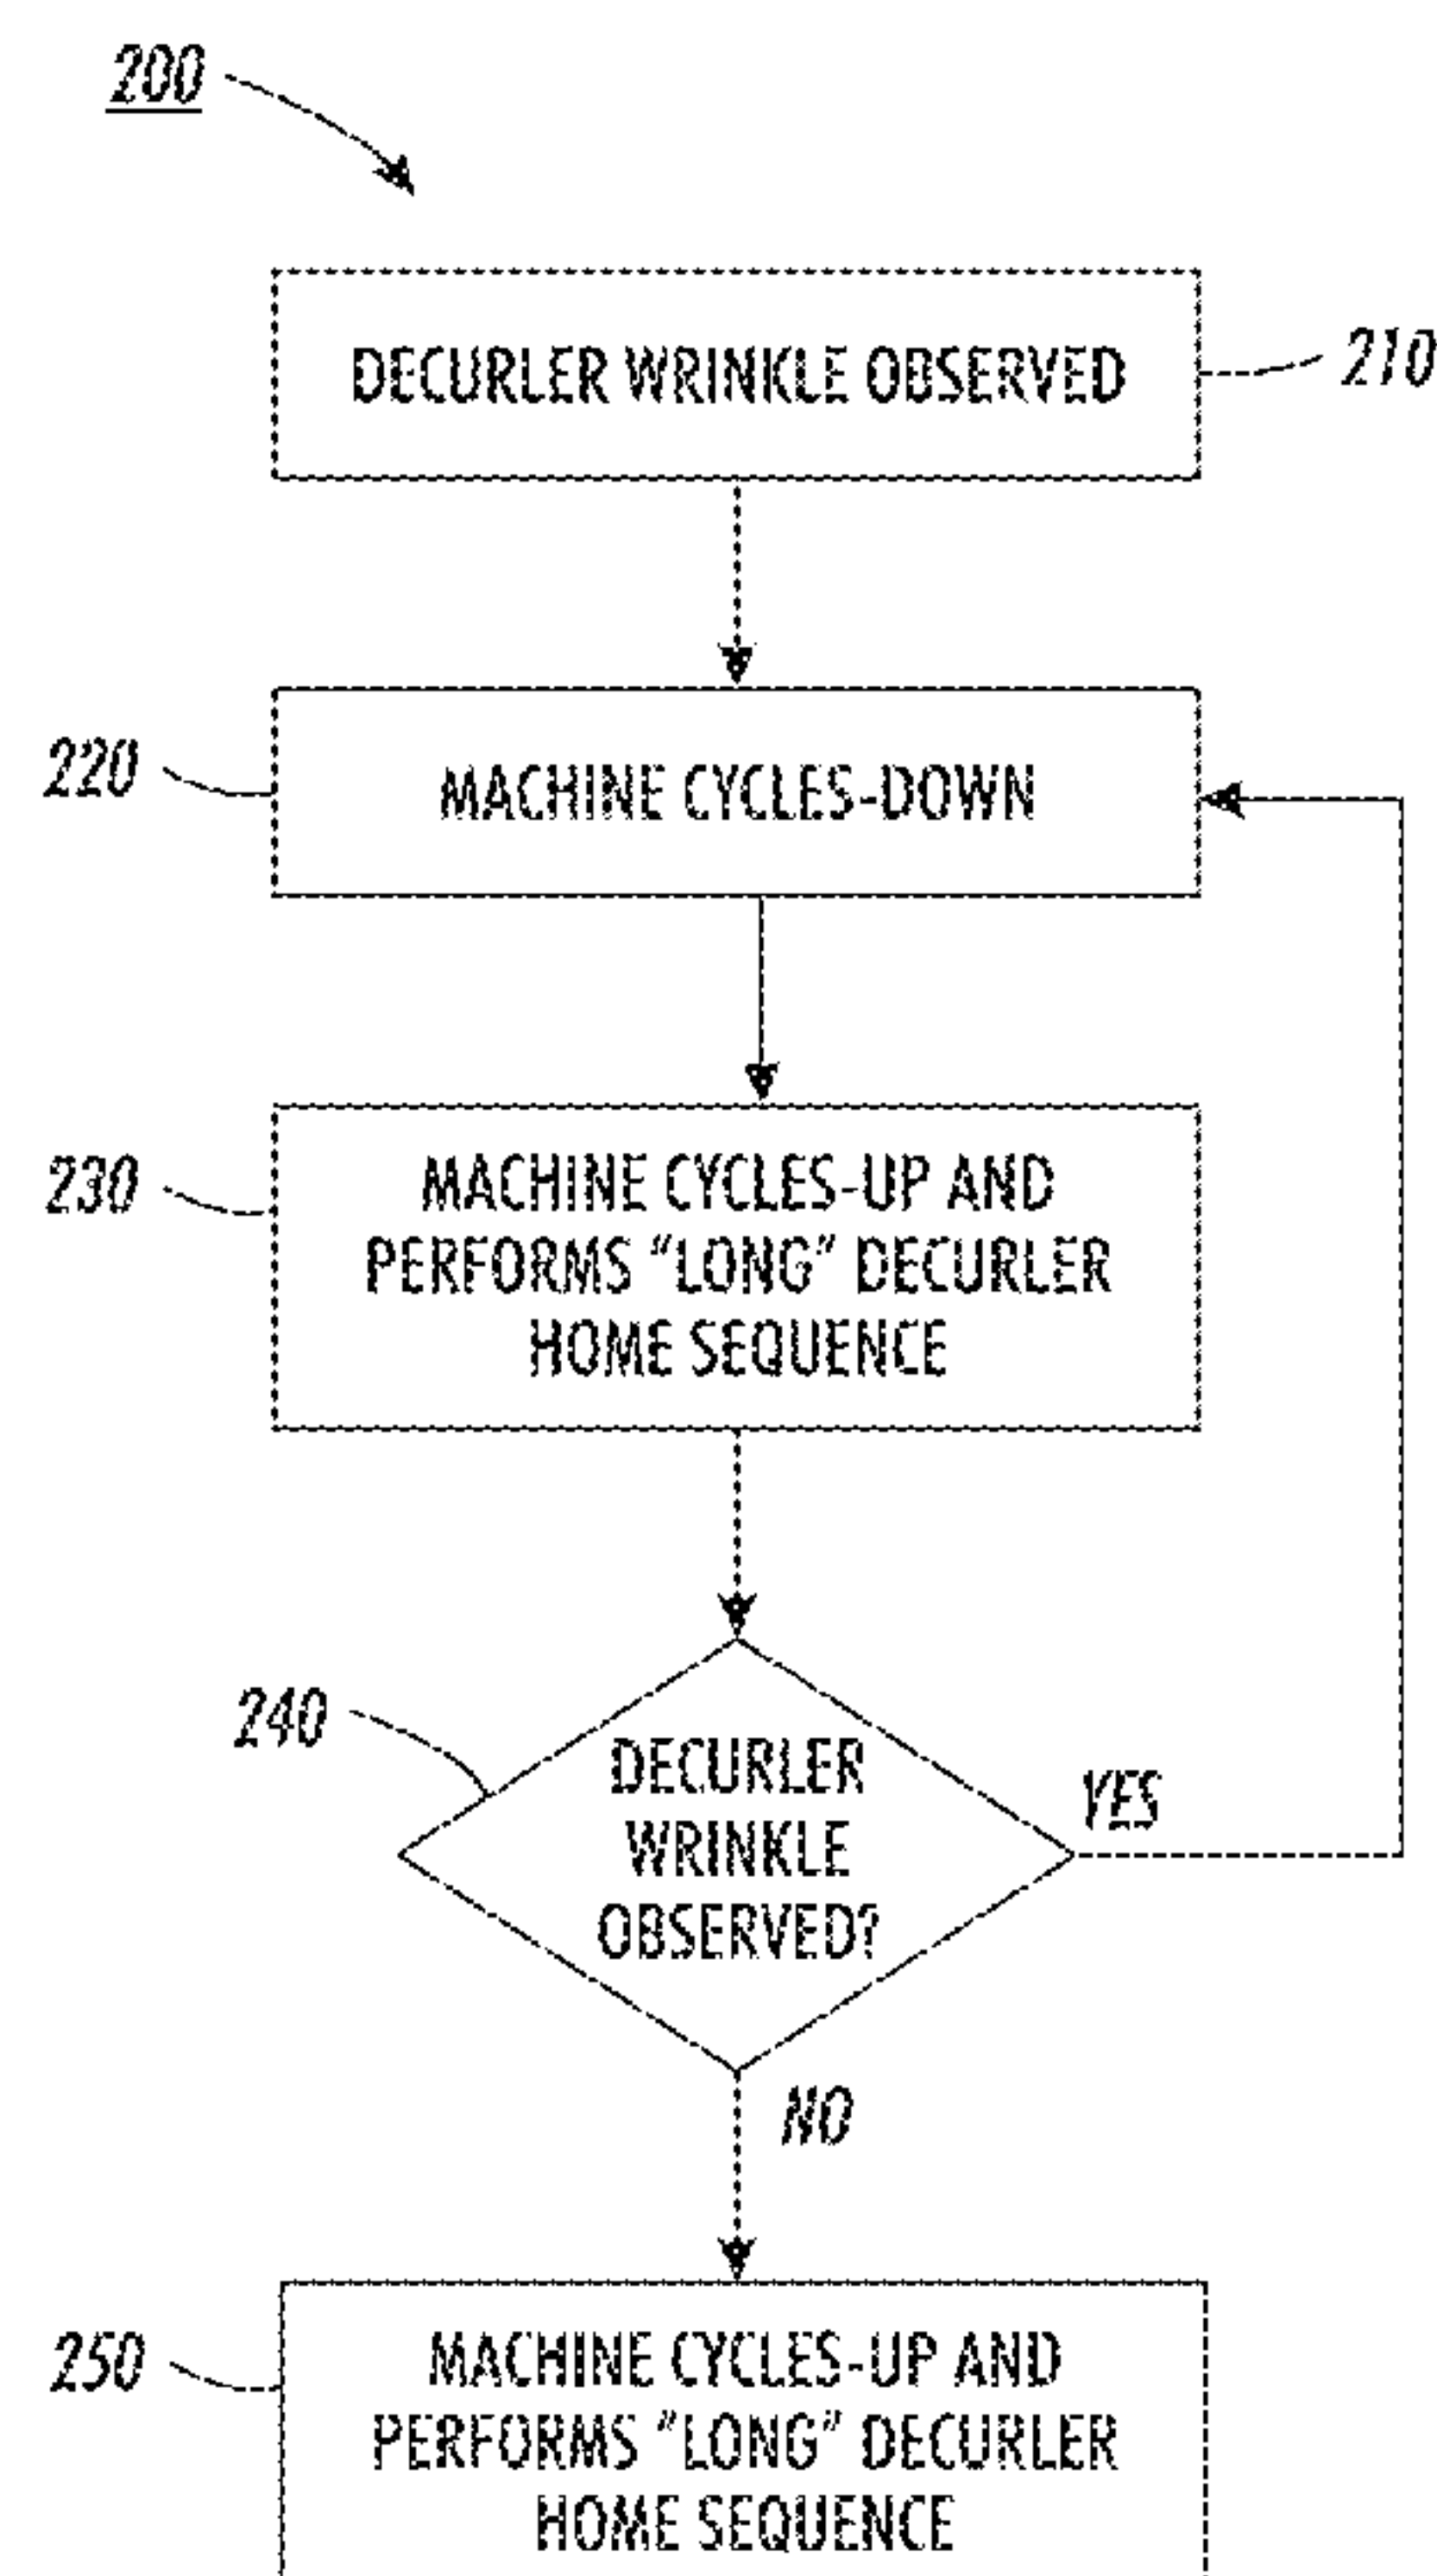 200
DECURLER WRINKLE OBSERVED
210
220
MACHINE CYCLES-DOWN
230
MACHINE CYCLES-UP AND
PERFORMS "LONG" DECURLER
HOME SEQUENCE
240
DECURLER
WRINKLE
OBSERVED?
YES
NO
250
MACHINE CYCLES-UP AND
PERFORMS "LONG" DECURLER
HOME SEQUENCE